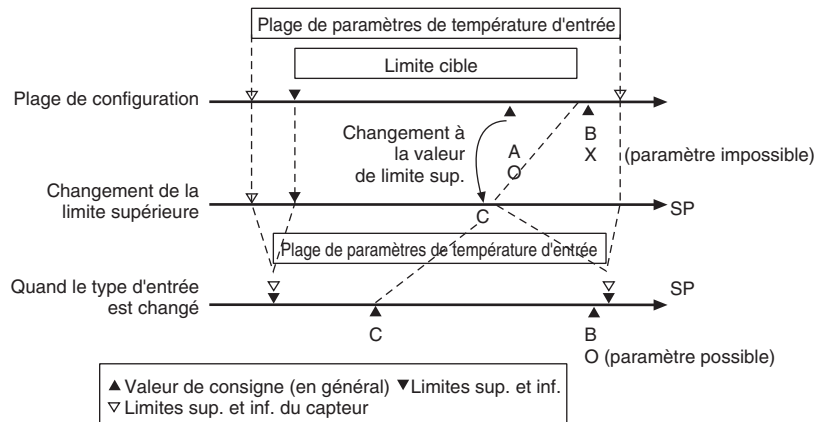 Plage de paramètres de température d'entrée
Limite cible
Plage de configuration
Changement à
la valeur
de limite sup.
A
O
B
X (paramètre impossible)
Changement de la
limite supérieure
C
SP
Plage de paramètres de température d'entrée
Quand le type d'entrée
est changé
SP
C
B
O (paramètre possible)
▲ Valeur de consigne (en général) ▼Limites sup. et inf.
▽ Limites sup. et inf. du capteur